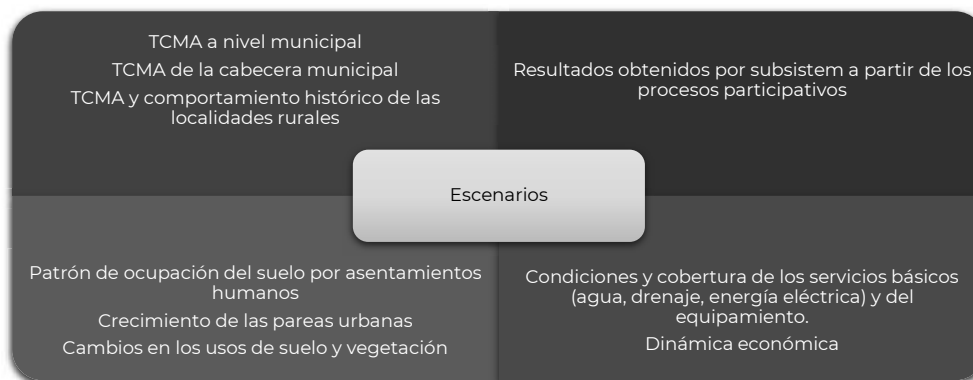 TCMA a nivel municipal
TCMA de la cabecera municipal
TCMA y comportamiento histórico de las
localidades rurales
Resultados obtenidos por subsistem a partir de los
procesos participativos
Escenarios
Patrón de ocupación del suelo por asentamientos
humanos
Crecimiento de las pareas urbanas
Cambios en los usos de suelo y vegetación
Condiciones y cobertura de los servicios básicos
(agua, drenaje, energía eléctrica) y del
equipamiento.
Dinámica económica